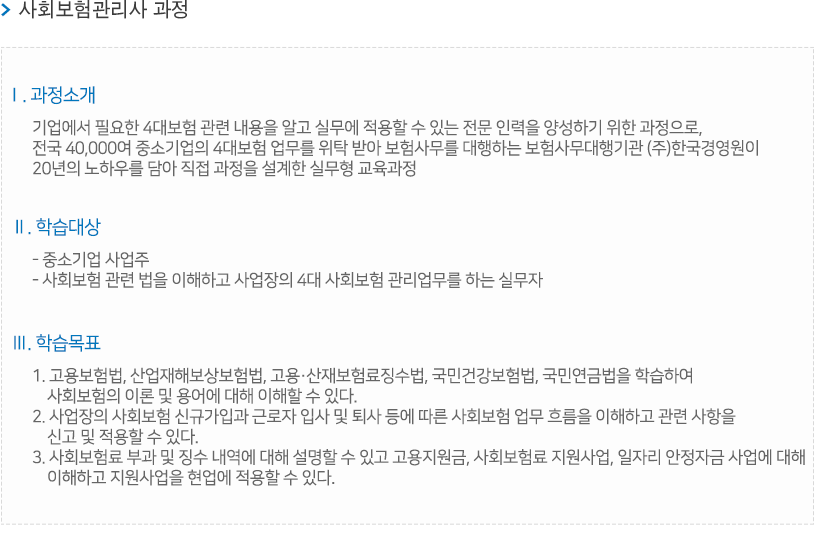 사회보험관리사 과정
Ⅰ. 과정소개
기업에서 필요한 4대보험 관련 내용을 알고 실무에 적용할 수 있는 전문 인력을 양성하기 위한 과정으로,
전국 40,000여 중소기업의 4대보험 업무를 위탁 받아 보험사무를 대행하는 보험사무대행기관 (주)한국경영원이
20년의 노하우를 담아 직접 과정을 설계한 실무형 교육과정
Ⅱ. 학습대상
- 중소기업 사업주
- 사회보험 관련 법을 이해하고 사업장의 4대 사회보험 관리업무를 하는 실무자
Ⅲ. 학습목표
1. 고용보험법, 산업재해보상보험법, 고용·산재보험료징수법, 국민건강보험법, 국민연금법을 학습하여
사회보험의 이론 및 용어에 대해 이해할 수 있다.
2. 사업장의 사회보험 신규가입과 근로자 입사 및 퇴사 등에 따른 사회보험 업무 흐름을 이해하고 관련 사항을
신고 및 적용할 수 있다.
3. 사회보험료 부과 및 징수 내역에 대해 설명할 수 있고 고용지원금, 사회보험료 지원사업, 일자리 안정자금 사업에 대해
이해하고 지원사업을 현업에 적용할 수 있다.